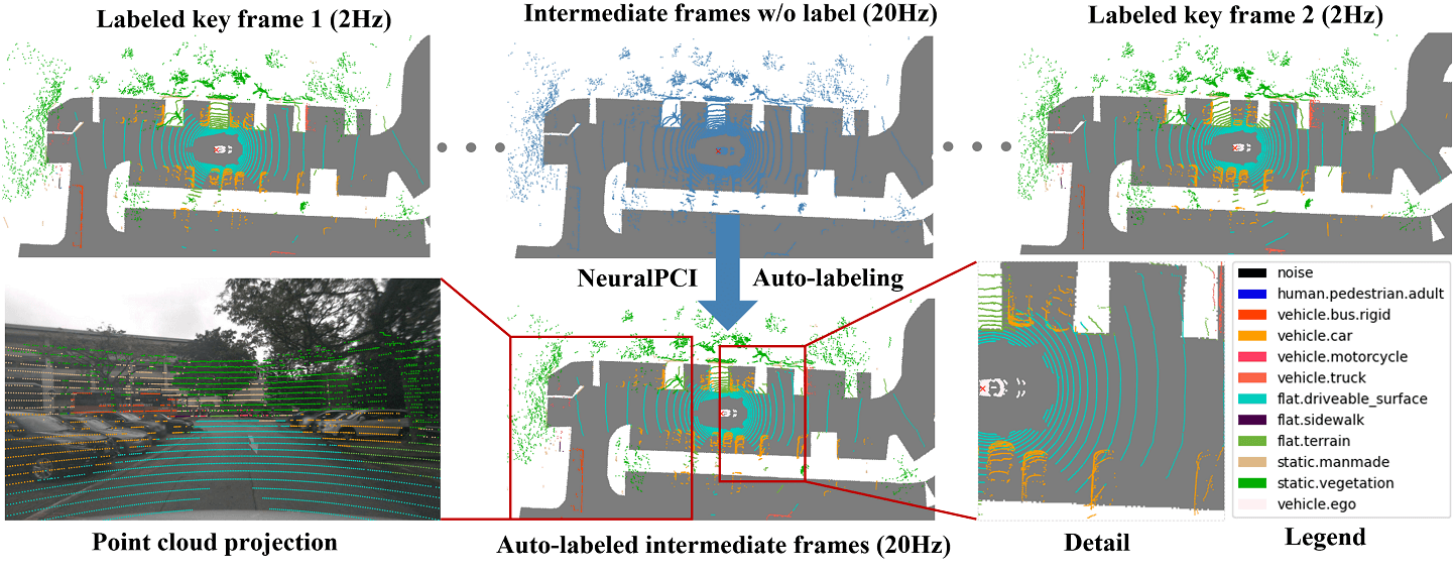 Labeled key frame 1 (2Hz)
Intermediate frames w/o label (20Hz)
Labeled key frame 2 (2Hz)
NeuralPCI
Auto-labeling
noise
human.pedestrian.adult
vehicle.bus.rigid
vehicle.car
vehicle.motorcycle
vehicle.truck
flat.driveable_surface
flat.sidewalk
flat.terrain
static.manmade
static.vegetation
vehicle.ego
Point cloud projection
Auto-labeled intermediate frames (20Hz)
Detail
Legend